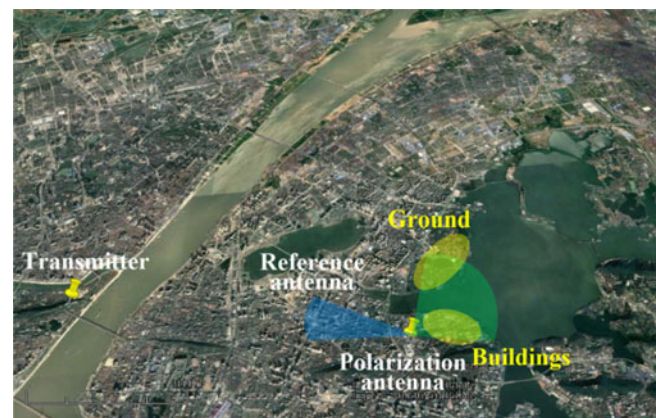 Ground
Transmitter
Reference
antenna
Polarization
antenna
Buildings